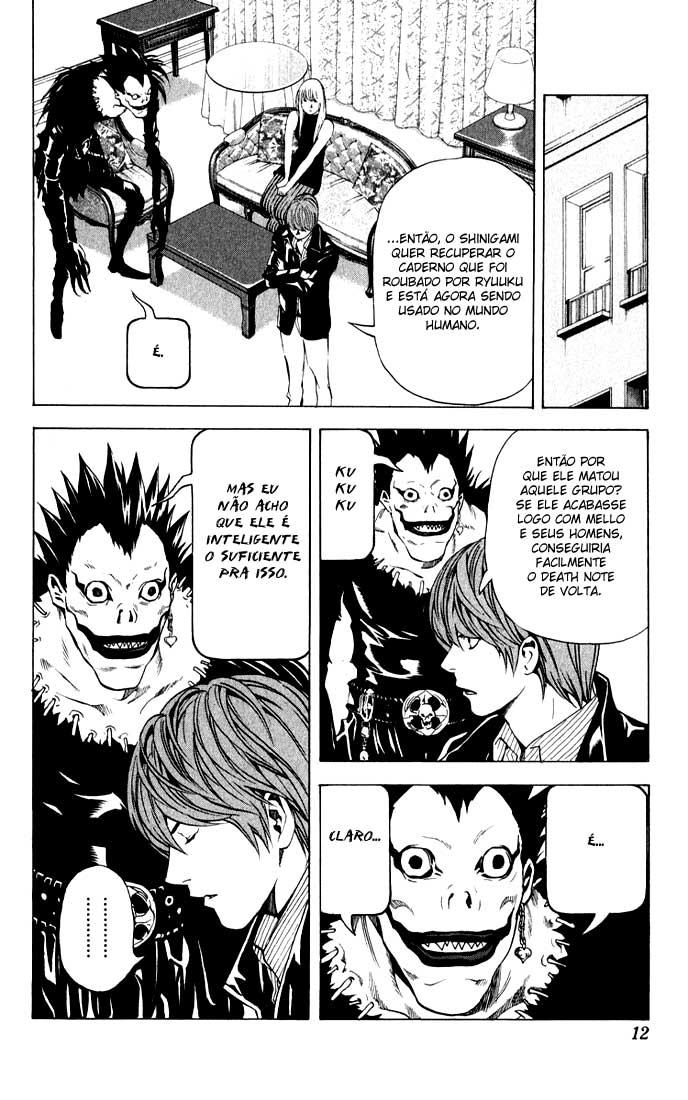 ...ENTÃO, O SHINIGAMI
QUER RECUPERAR O
CADERNO QUE FOI
ROUBADO POR RYUUKU
E ESTÁ AGORA SENDO
USADO NO MUNDO
HUMANO.
É.
ENTÃO POR
QUE ELE MATOU
AQUELE GRUPO?
SE ELE ACABASSE
LOGO COM MELLO
E SEUS HOMENS,
CONSEGUIRIA
FACILMENTE
O DEATH NOTE
DE VOLTA.
KU
KU
KU
MAS EU
NÃO ACHO
QUE ELE É
INTELIGENTE
O SUFICIENTE
PRA ISSO.
........
........
É...
CLARO...
12